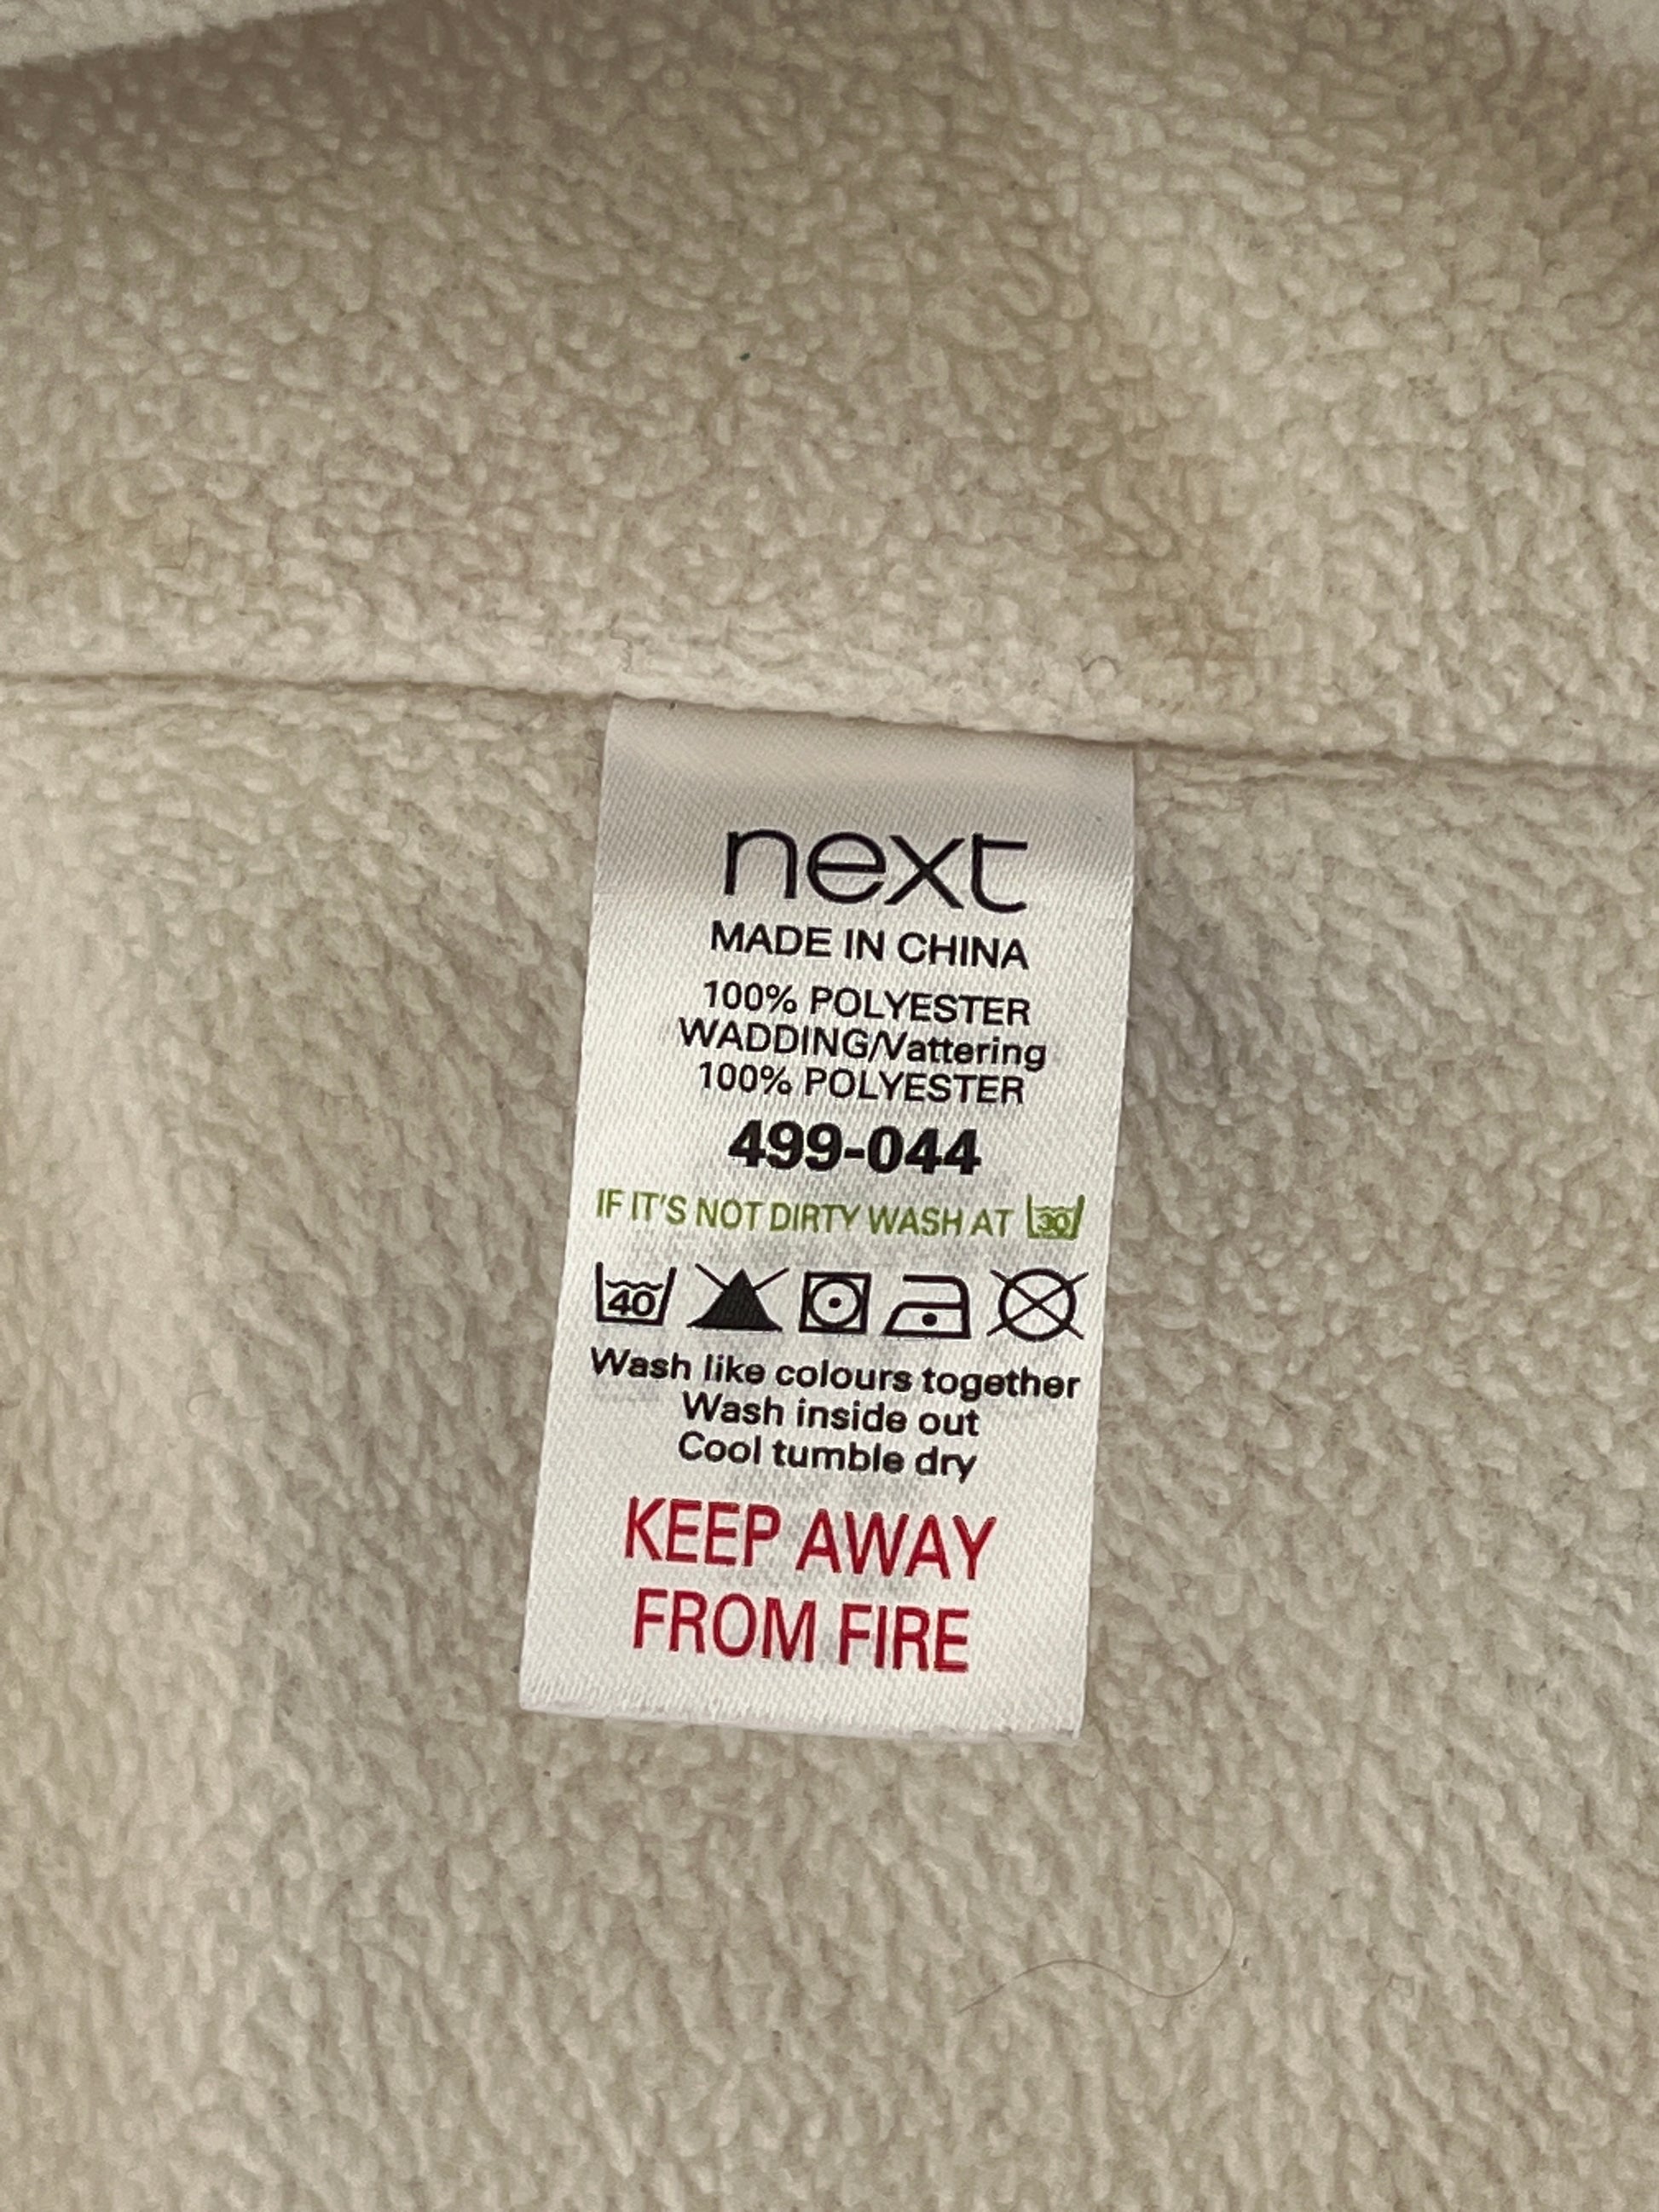 next
MADE IN CHINA
100% POLYESTER
WADDING/Vattering
100% POLYESTER
499-044
IF IT'S NOT DIRTY WASH AT 30
40
Wash like colours together
Wash inside out
Cool tumble dry
KEEP AWAY
FROM FIRE